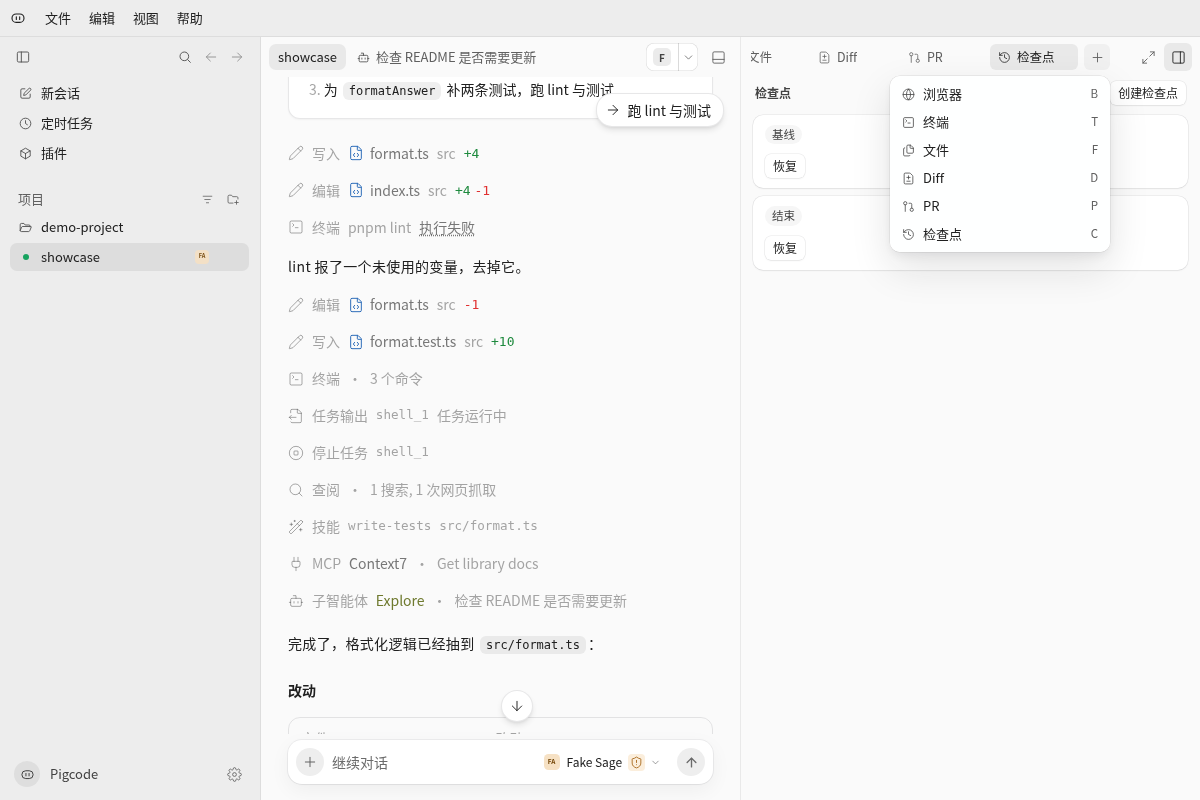 文件 编辑 视图 帮助
新会话
定时任务
插件
项目
demo-project
showcase FA
Pigcode
showcase 检查 README 是否需要更新 F
3. 为 formatAnswer 补两条测试，跑 lint 与测试
跑 lint 与测试
写入 format.ts src +4
编辑 index.ts src +4 -1
终端 pnpm lint 执行失败
lint 报了一个未使用的变量，去掉它。
编辑 format.ts src -1
写入 format.test.ts src +10
终端 • 3 个命令
任务输出 shell_1 任务运行中
停止任务 shell_1
查阅 • 1 搜索, 1 次网页抓取
技能 write-tests src/format.ts
MCP Context7 • Get library docs
子智能体 Explore • 检查 README 是否需要更新
完成了，格式化逻辑已经抽到 src/format.ts：
改动
继续对话 FA Fake Sage
文件 Diff PR 检查点
检查点 创建检查点
基线
恢复
结束
恢复
浏览器 B
终端 T
文件 F
Diff D
PR P
检查点 C